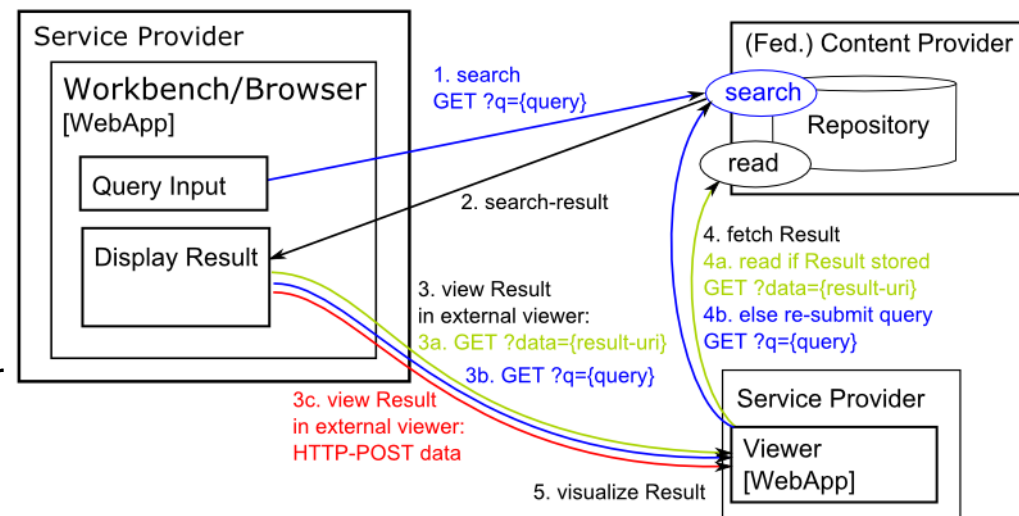 Service Provider
Workbench/Browser
[WebApp]
Query Input
Display Result
1. search
GET ?q={query}
2. search-result
(Fed.) Content Provider
search
Repository
read
3. view Result
in external viewer:
3a. GET ?data={result-uri}
3b. GET ?q={query}
3c. view Result
in external viewer:
HTTP-POST data
4. fetch Result
4a. read if Result stored
GET ?data={result-uri}
4b. else re-submit query
GET ?q={query}
Service Provider
Viewer
[WebApp]
5. visualize Result